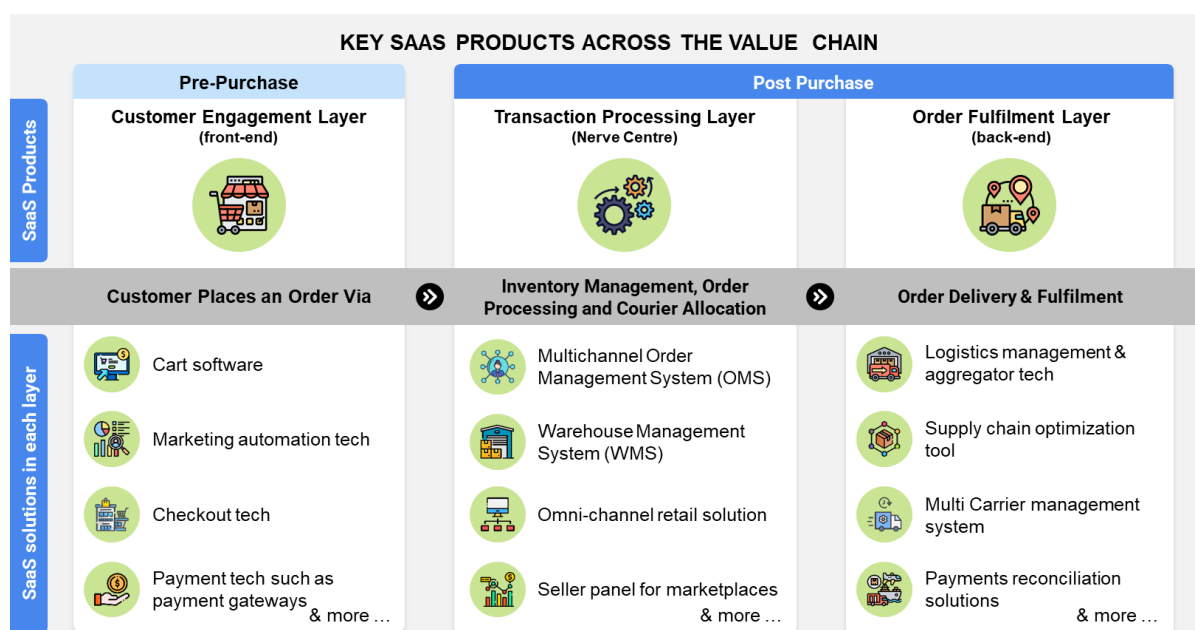 KEY SAAS PRODUCTS ACROSS THE VALUE CHAIN
Pre-Purchase
Post Purchase
SaaS Products
Customer Engagement Layer
(front-end)
Transaction Processing Layer
(Nerve Centre)
Order Fulfilment Layer
(back-end)
Customer Places an Order Via
Inventory Management, Order
Processing and Courier Allocation
Order Delivery & Fulfilment
SaaS solutions in each layer
Cart software
Marketing automation tech
Checkout tech
Payment tech such as
payment gateways
& more ...
Multichannel Order
Management System (OMS)
Warehouse Management
System (WMS)
Omni-channel retail solution
Seller panel for marketplaces
& more ...
Logistics management &
aggregator tech
Supply chain optimization
tool
Multi Carrier management
system
Payments reconciliation
solutions
& more ...